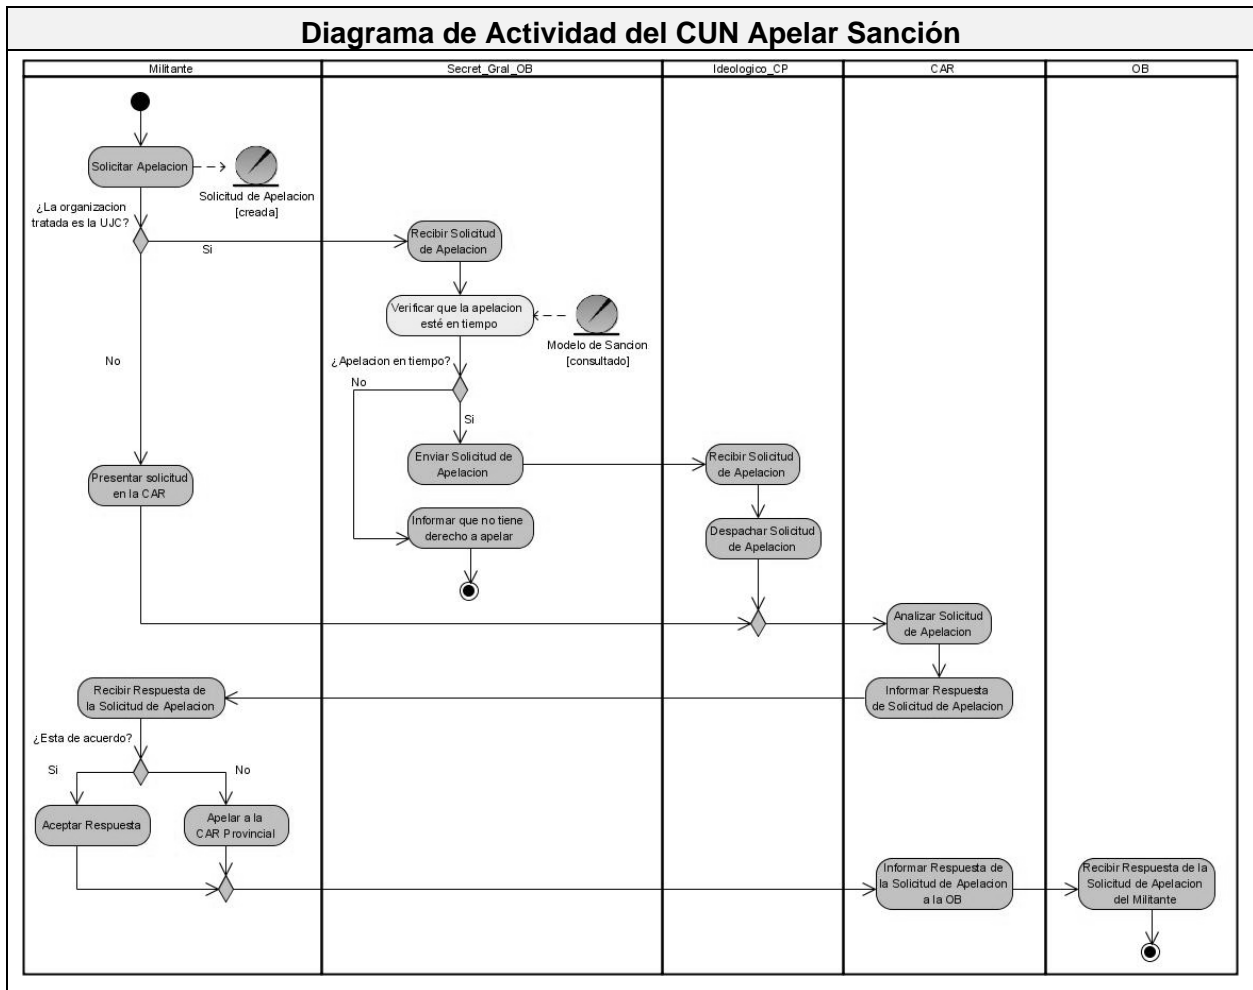 Diagrama de Actividad del CUN Apelar Sanción
Militante
Secret_Gral_OB
Ideologico_CP
CAR
OB
Solicitar Apelacion
Solicitud de Apelacion
[creada]
¿La organizacion
tratada es la UJC?
Si
No
Recibir Solicitud
de Apelacion
Verificar que la apelacion
esté en tiempo
Modelo de Sancion
[consultado]
¿Apelacion en tiempo?
No
Si
Enviar Solicitud de
Apelacion
Recibir Solicitud
de Apelacion
Presentar solicitud
en la CAR
Informar que no tiene
derecho a apelar
Despachar Solicitud
de Apelacion
Analizar Solicitud
de Apelacion
Recibir Respuesta de
la Solicitud de Apelacion
Informar Respuesta
de Solicitud de Apelacion
¿Esta de acuerdo?
Si
No
Aceptar Respuesta
Apelar a la
CAR Provincial
Informar Respuesta de
la Solicitud de Apelacion
a la OB
Recibir Respuesta de la
Solicitud de Apelacion
del Militante